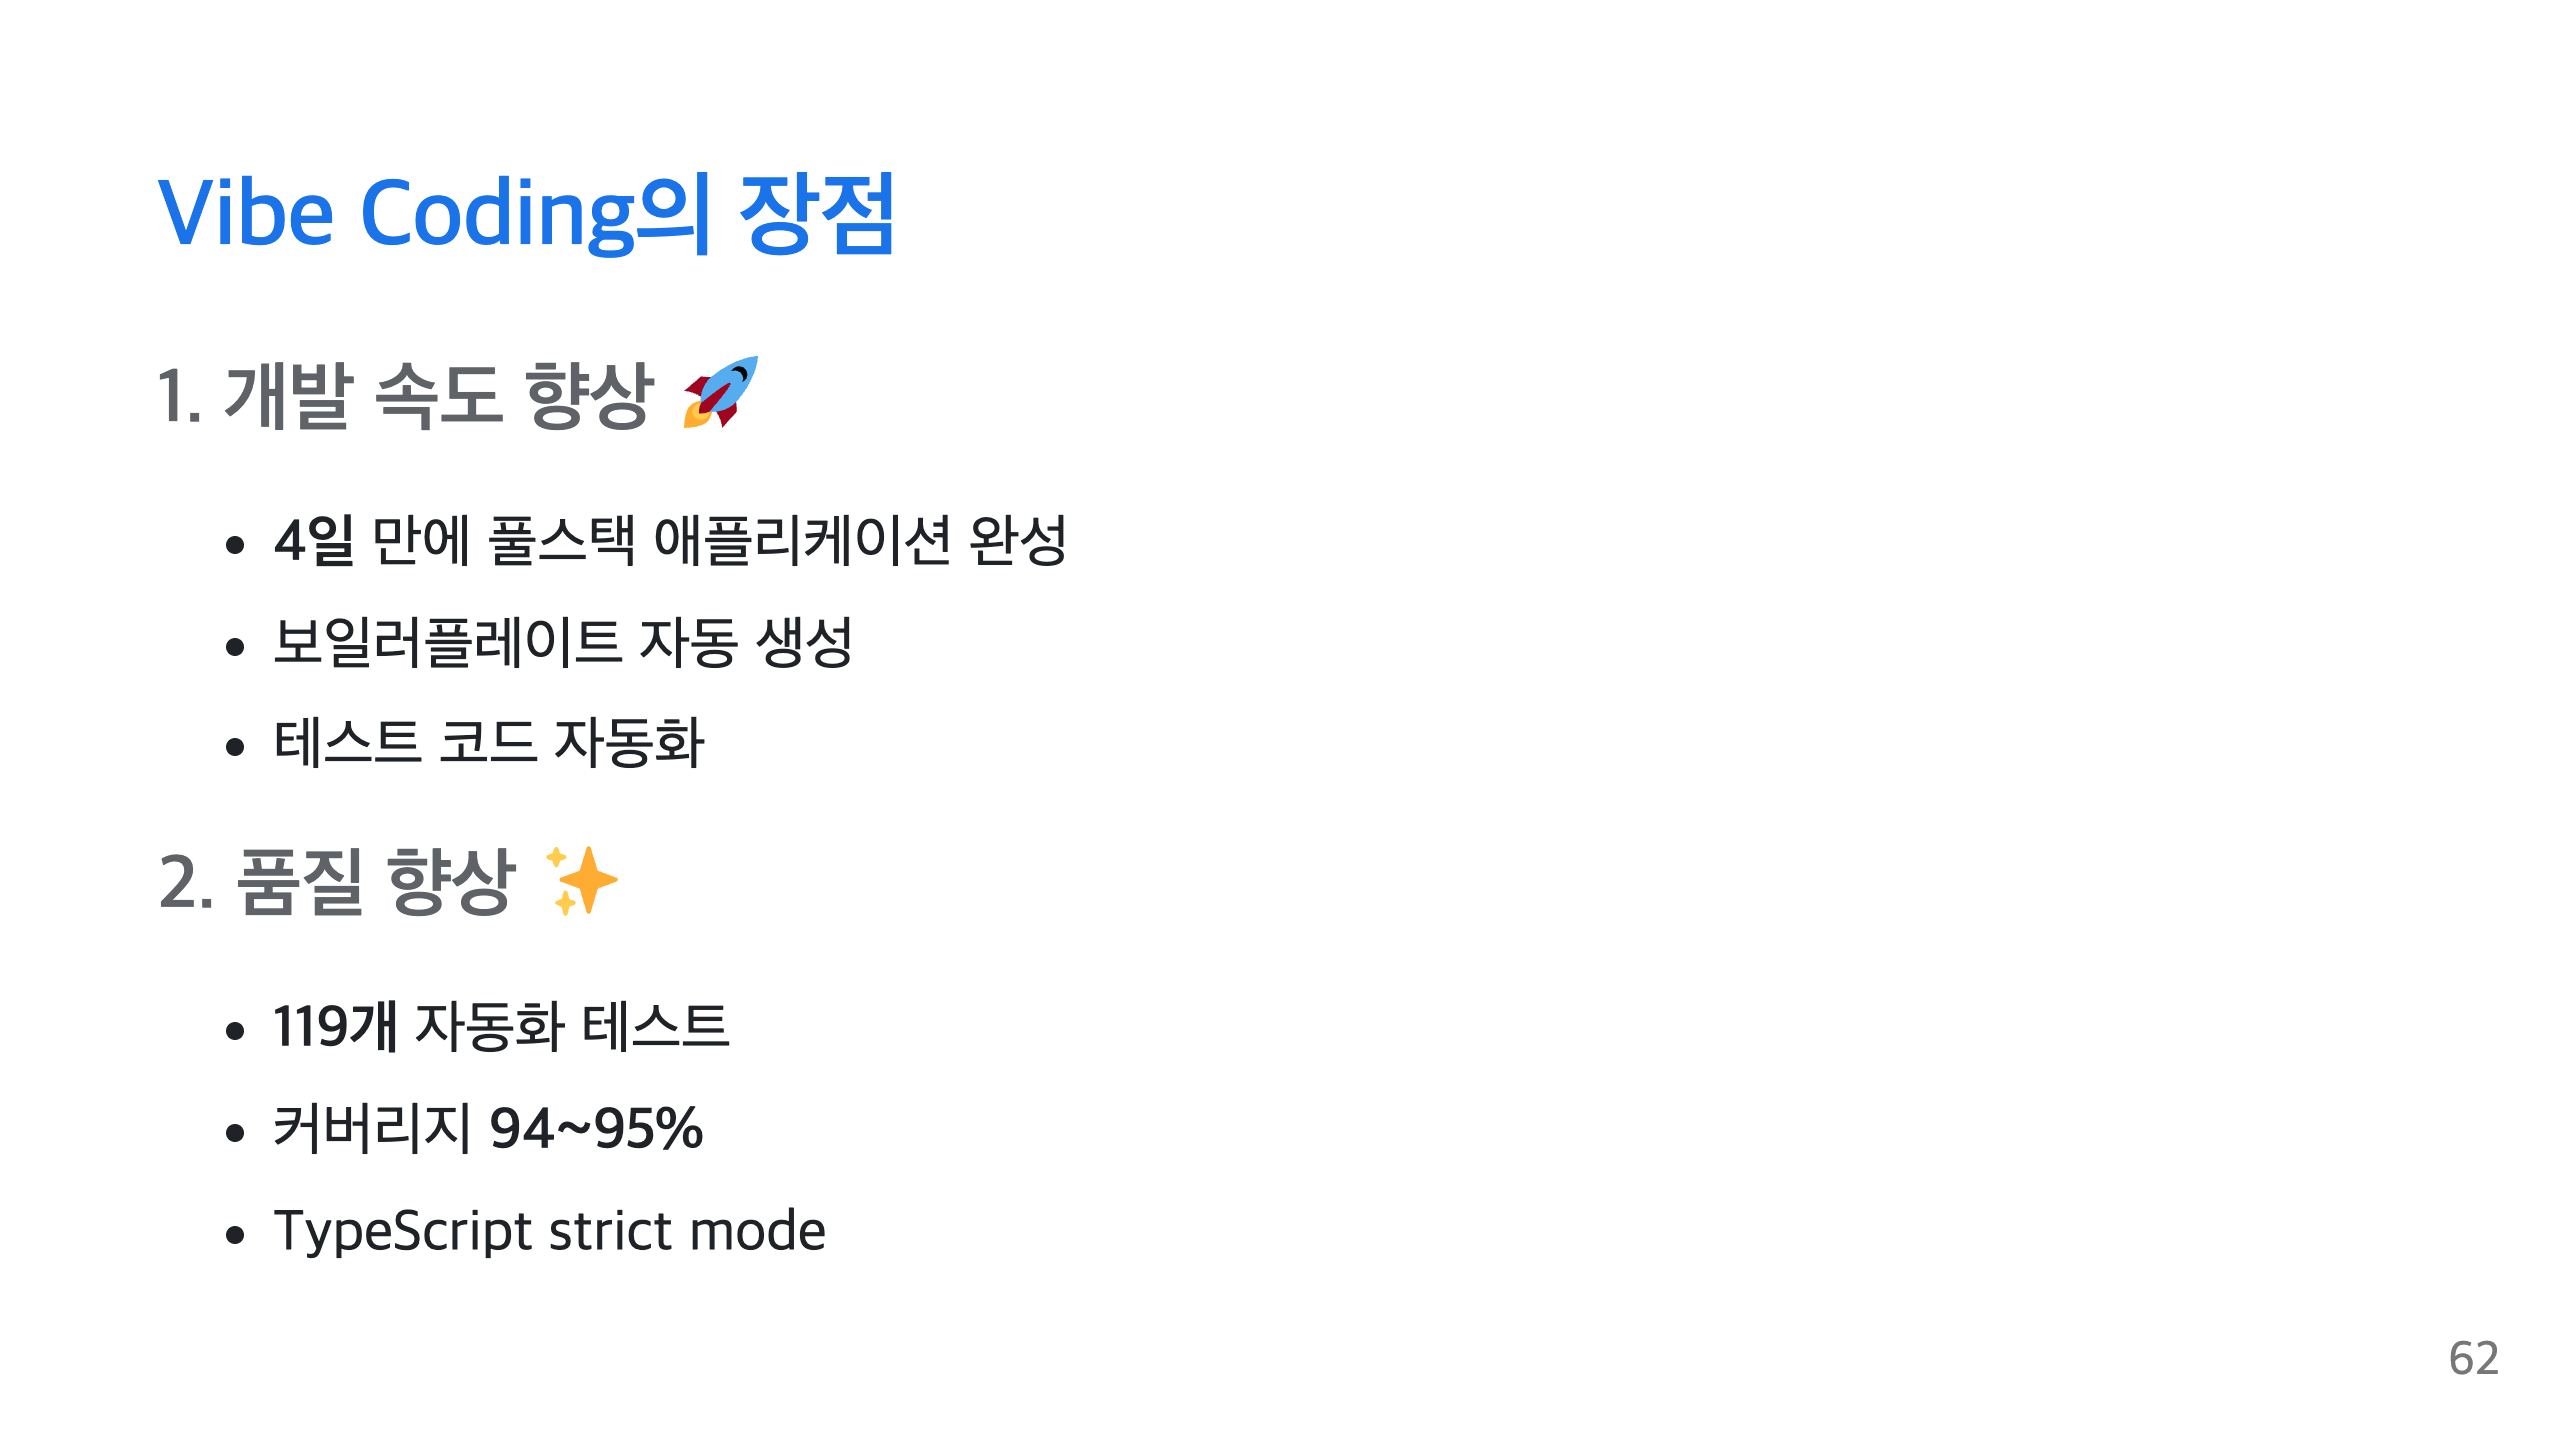 Vibe Coding의 장점
1. 개발 속도 향상 🚀
• 4일 만에 풀스택 애플리케이션 완성
• 보일러플레이트 자동 생성
• 테스트 코드 자동화
2. 품질 향상 ✨
• 119개 자동화 테스트
• 커버리지 94~95%
• TypeScript strict mode
62